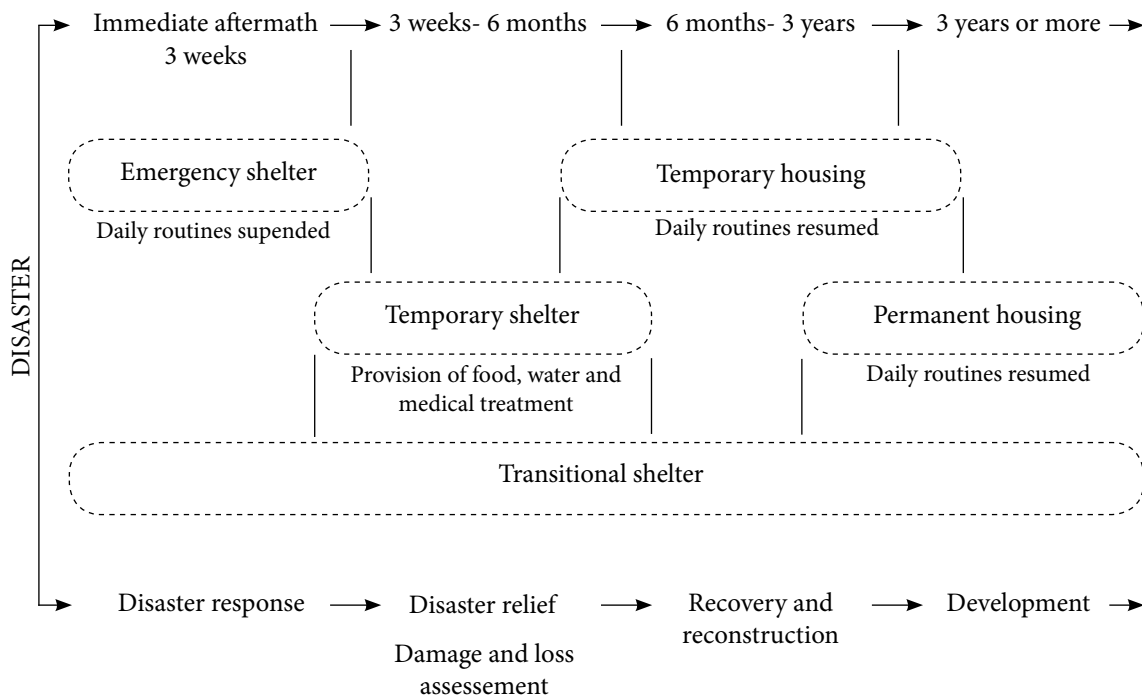 Immediate aftermath
3 weeks
3 weeks- 6 months
6 months- 3 years
3 years or more
Emergency shelter
Daily routines supended
Temporary housing
Daily routines resumed
DISASTER
Temporary shelter
Provision of food, water and
medical treatment
Permanent housing
Daily routines resumed
Transitional shelter
Disaster response
Disaster relief
Damage and loss
assessement
Recovery and
reconstruction
Development